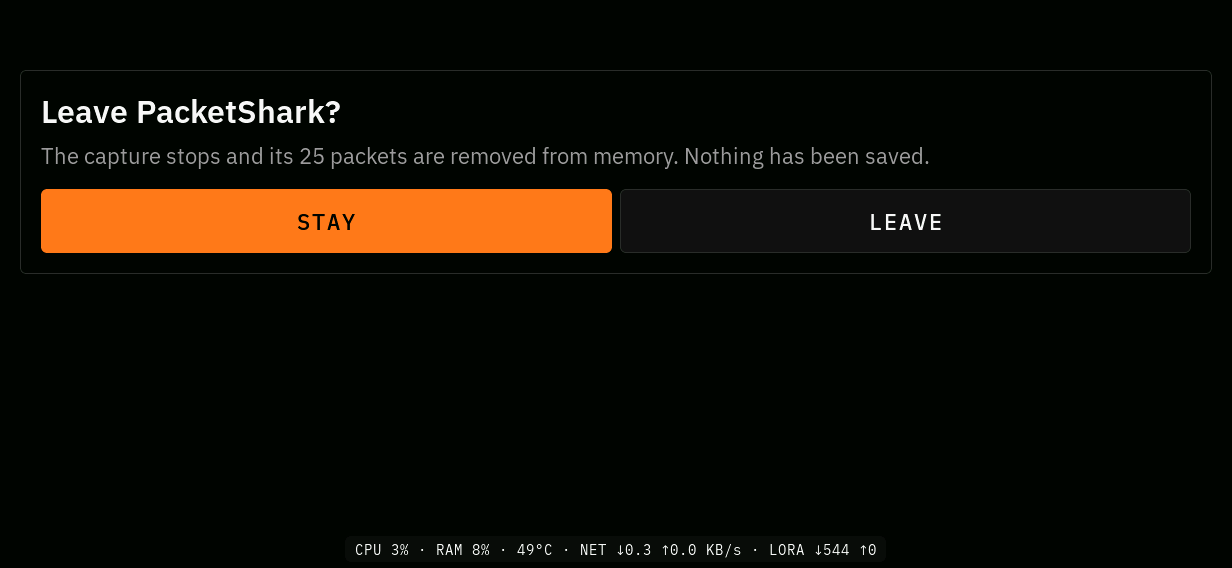 Leave PacketShark?
The capture stops and its 25 packets are removed from memory. Nothing has been saved.
STAY
LEAVE
CPU 3% · RAM 8% · 49°C · NET ↓0.3 ↑0.0 KB/s · LORA ↓544 ↑0